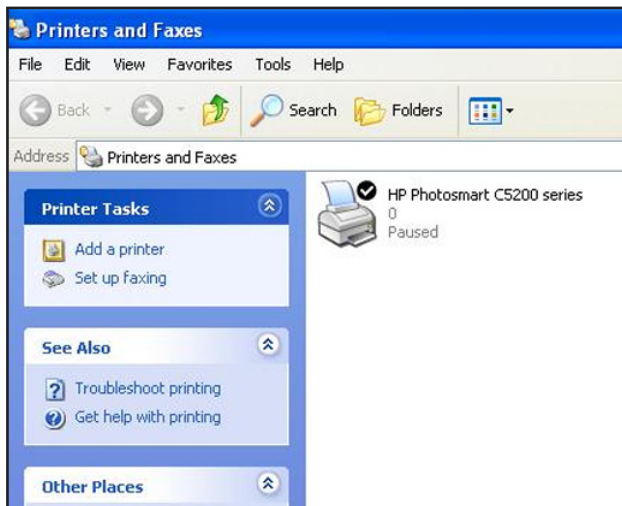 Printers and Faxes
File Edit View Favorites Tools Help
Back Search Folders
Address Printers and Faxes
Printer Tasks
Add a printer
Set up faxing
See Also
Troubleshoot printing
Get help with printing
Other Places
HP Photosmart C5200 series
0
Paused